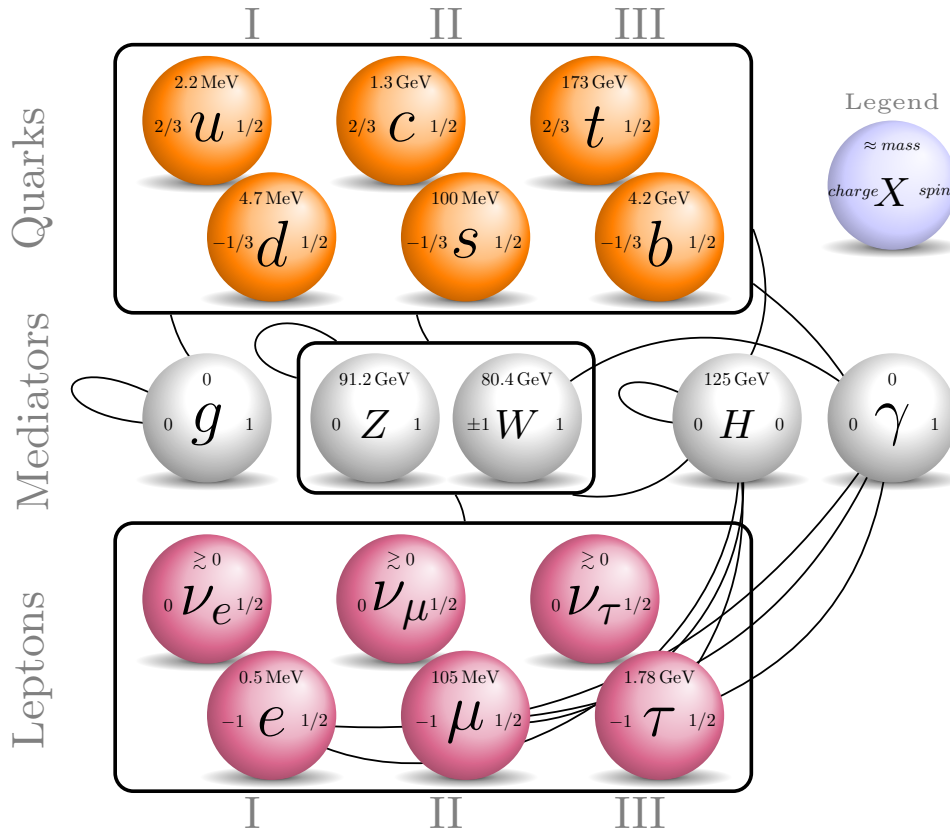 I II III
Quarks
2.2 MeV
2/3 u 1/2
1.3 GeV
2/3 c 1/2
173 GeV
2/3 t 1/2
4.7 MeV
−1/3 d 1/2
100 MeV
−1/3 s 1/2
4.2 GeV
−1/3 b 1/2
Legend
≈ mass
charge X spin
Mediators
0
0 g 1
91.2 GeV
0 Z 1
80.4 GeV
±1 W 1
125 GeV
0 H 0
0
0 γ 1
Leptons
≳ 0
0 νe 1/2
≳ 0
0 νμ 1/2
≳ 0
0 ντ 1/2
0.5 MeV
−1 e 1/2
105 MeV
−1 μ 1/2
1.78 GeV
−1 τ 1/2
I II III